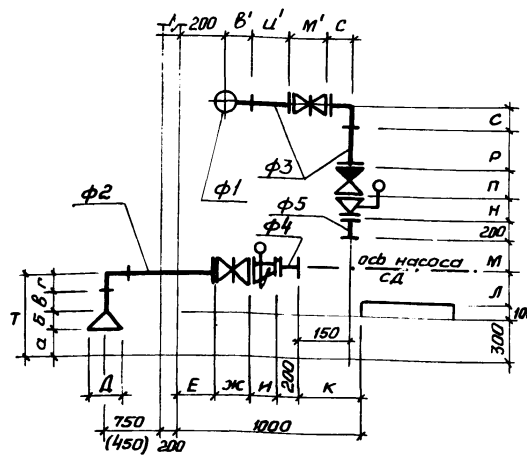 200 В' И' М' С
С
Р
П
Н
200
М
Л
100
300
ф1
ф3
ф5
ф4
ф2
ось насоса
СД
Т
а Б В Г
Д
Е Ж И 200 К
150
750
(450)
200
1000